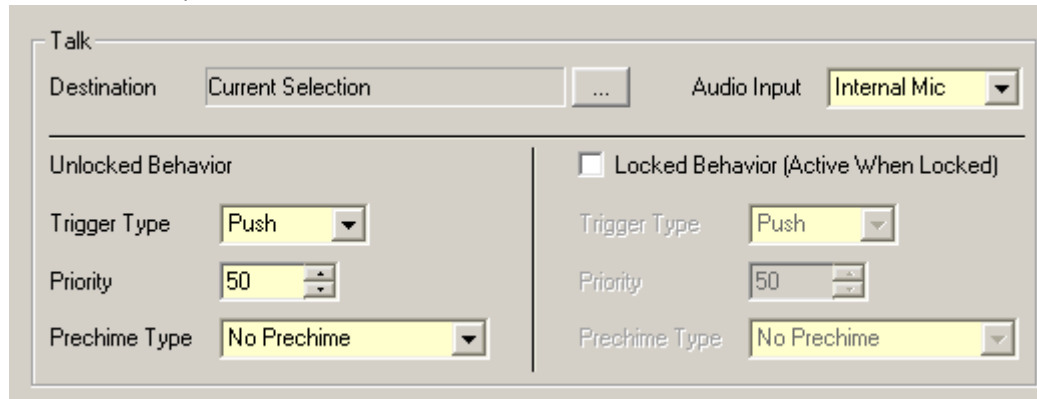 Talk
Destination Current Selection ... Audio Input Internal Mic
Unlocked Behavior Locked Behavior (Active When Locked)
Trigger Type Push Trigger Type Push
Priority 50 Priority 50
Prechime Type No Prechime Prechime Type No Prechime